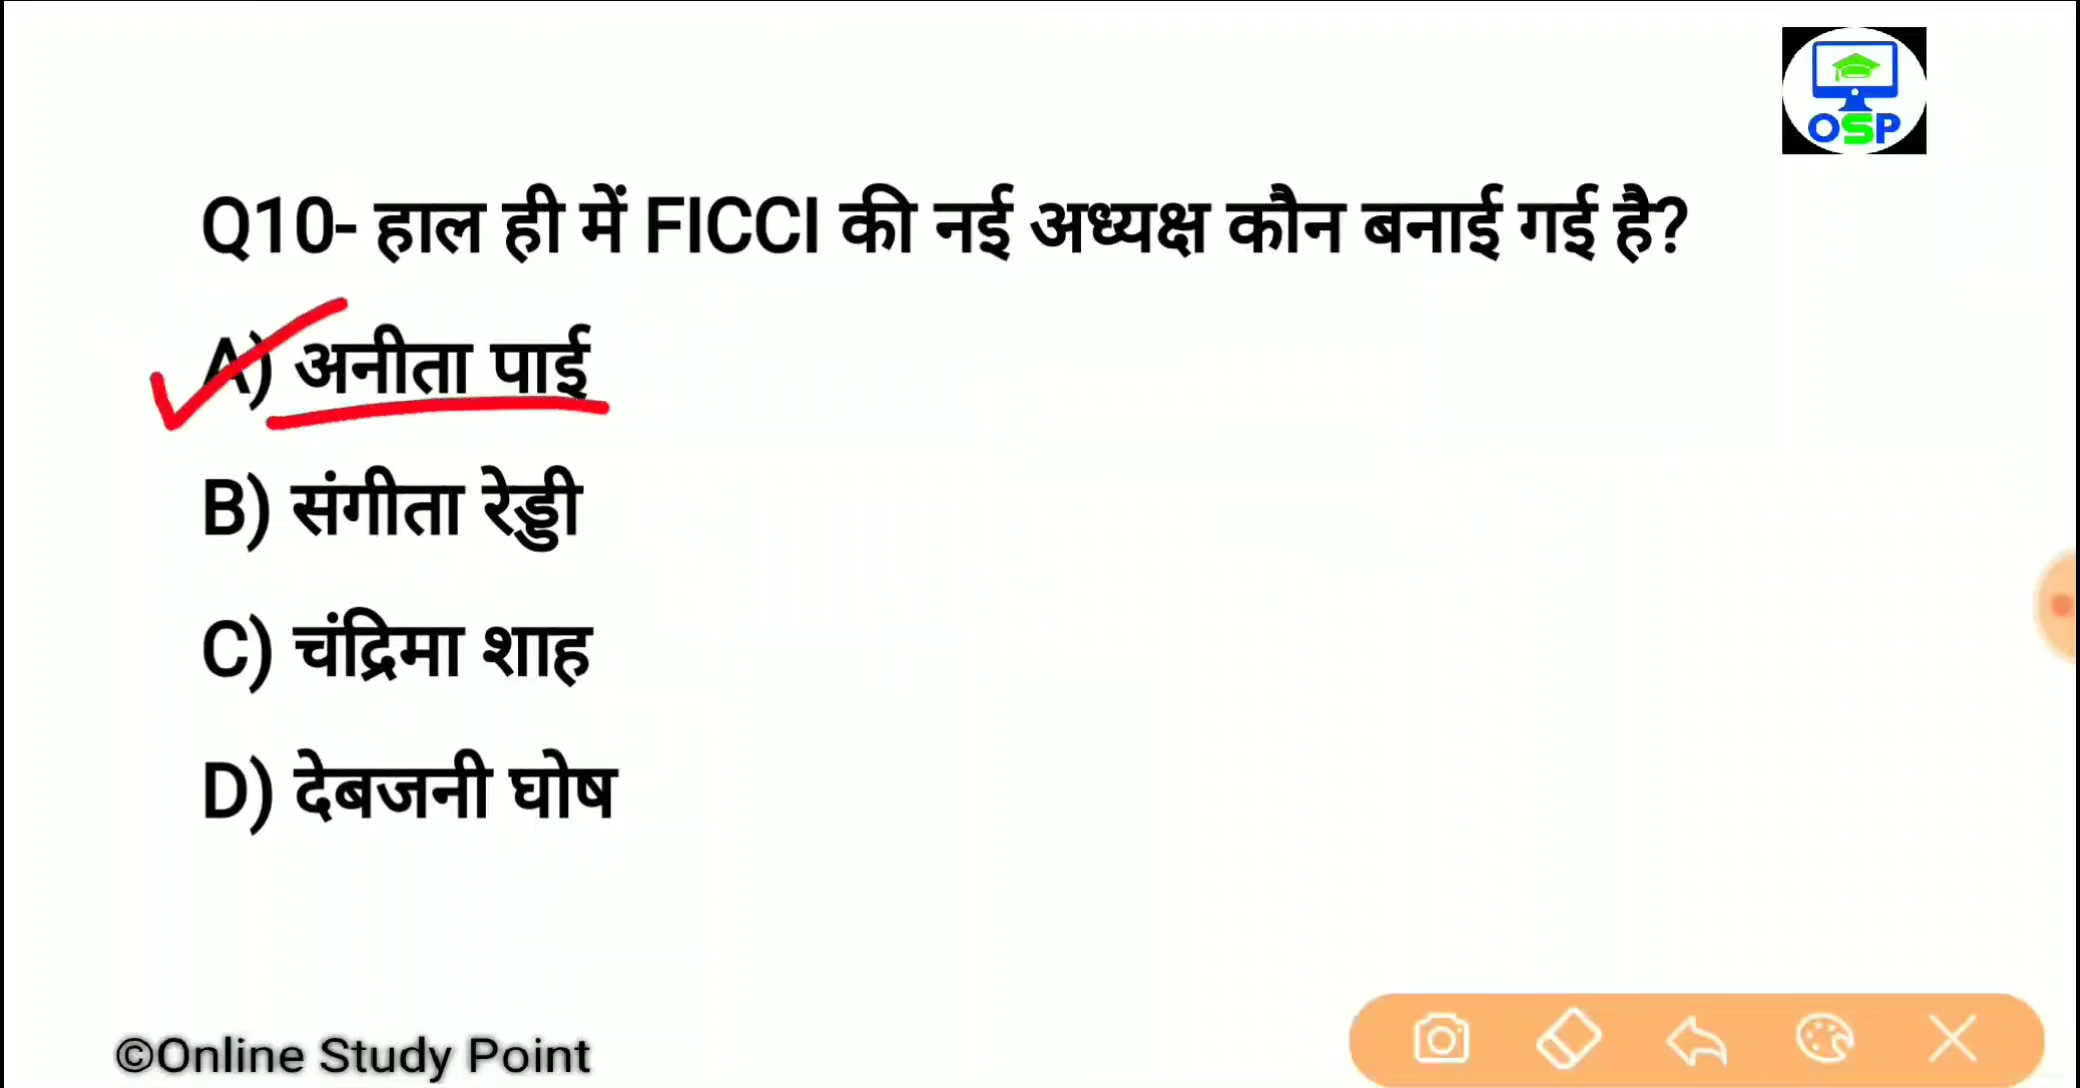 OSP
Q10- हाल ही में FICCI की नई अध्यक्ष कौन बनाई गई है?
A) अनीता पाई
B) संगीता रेड्डी
C) चंद्रिमा शाह
D) देबजनी घोष
©Online Study Point